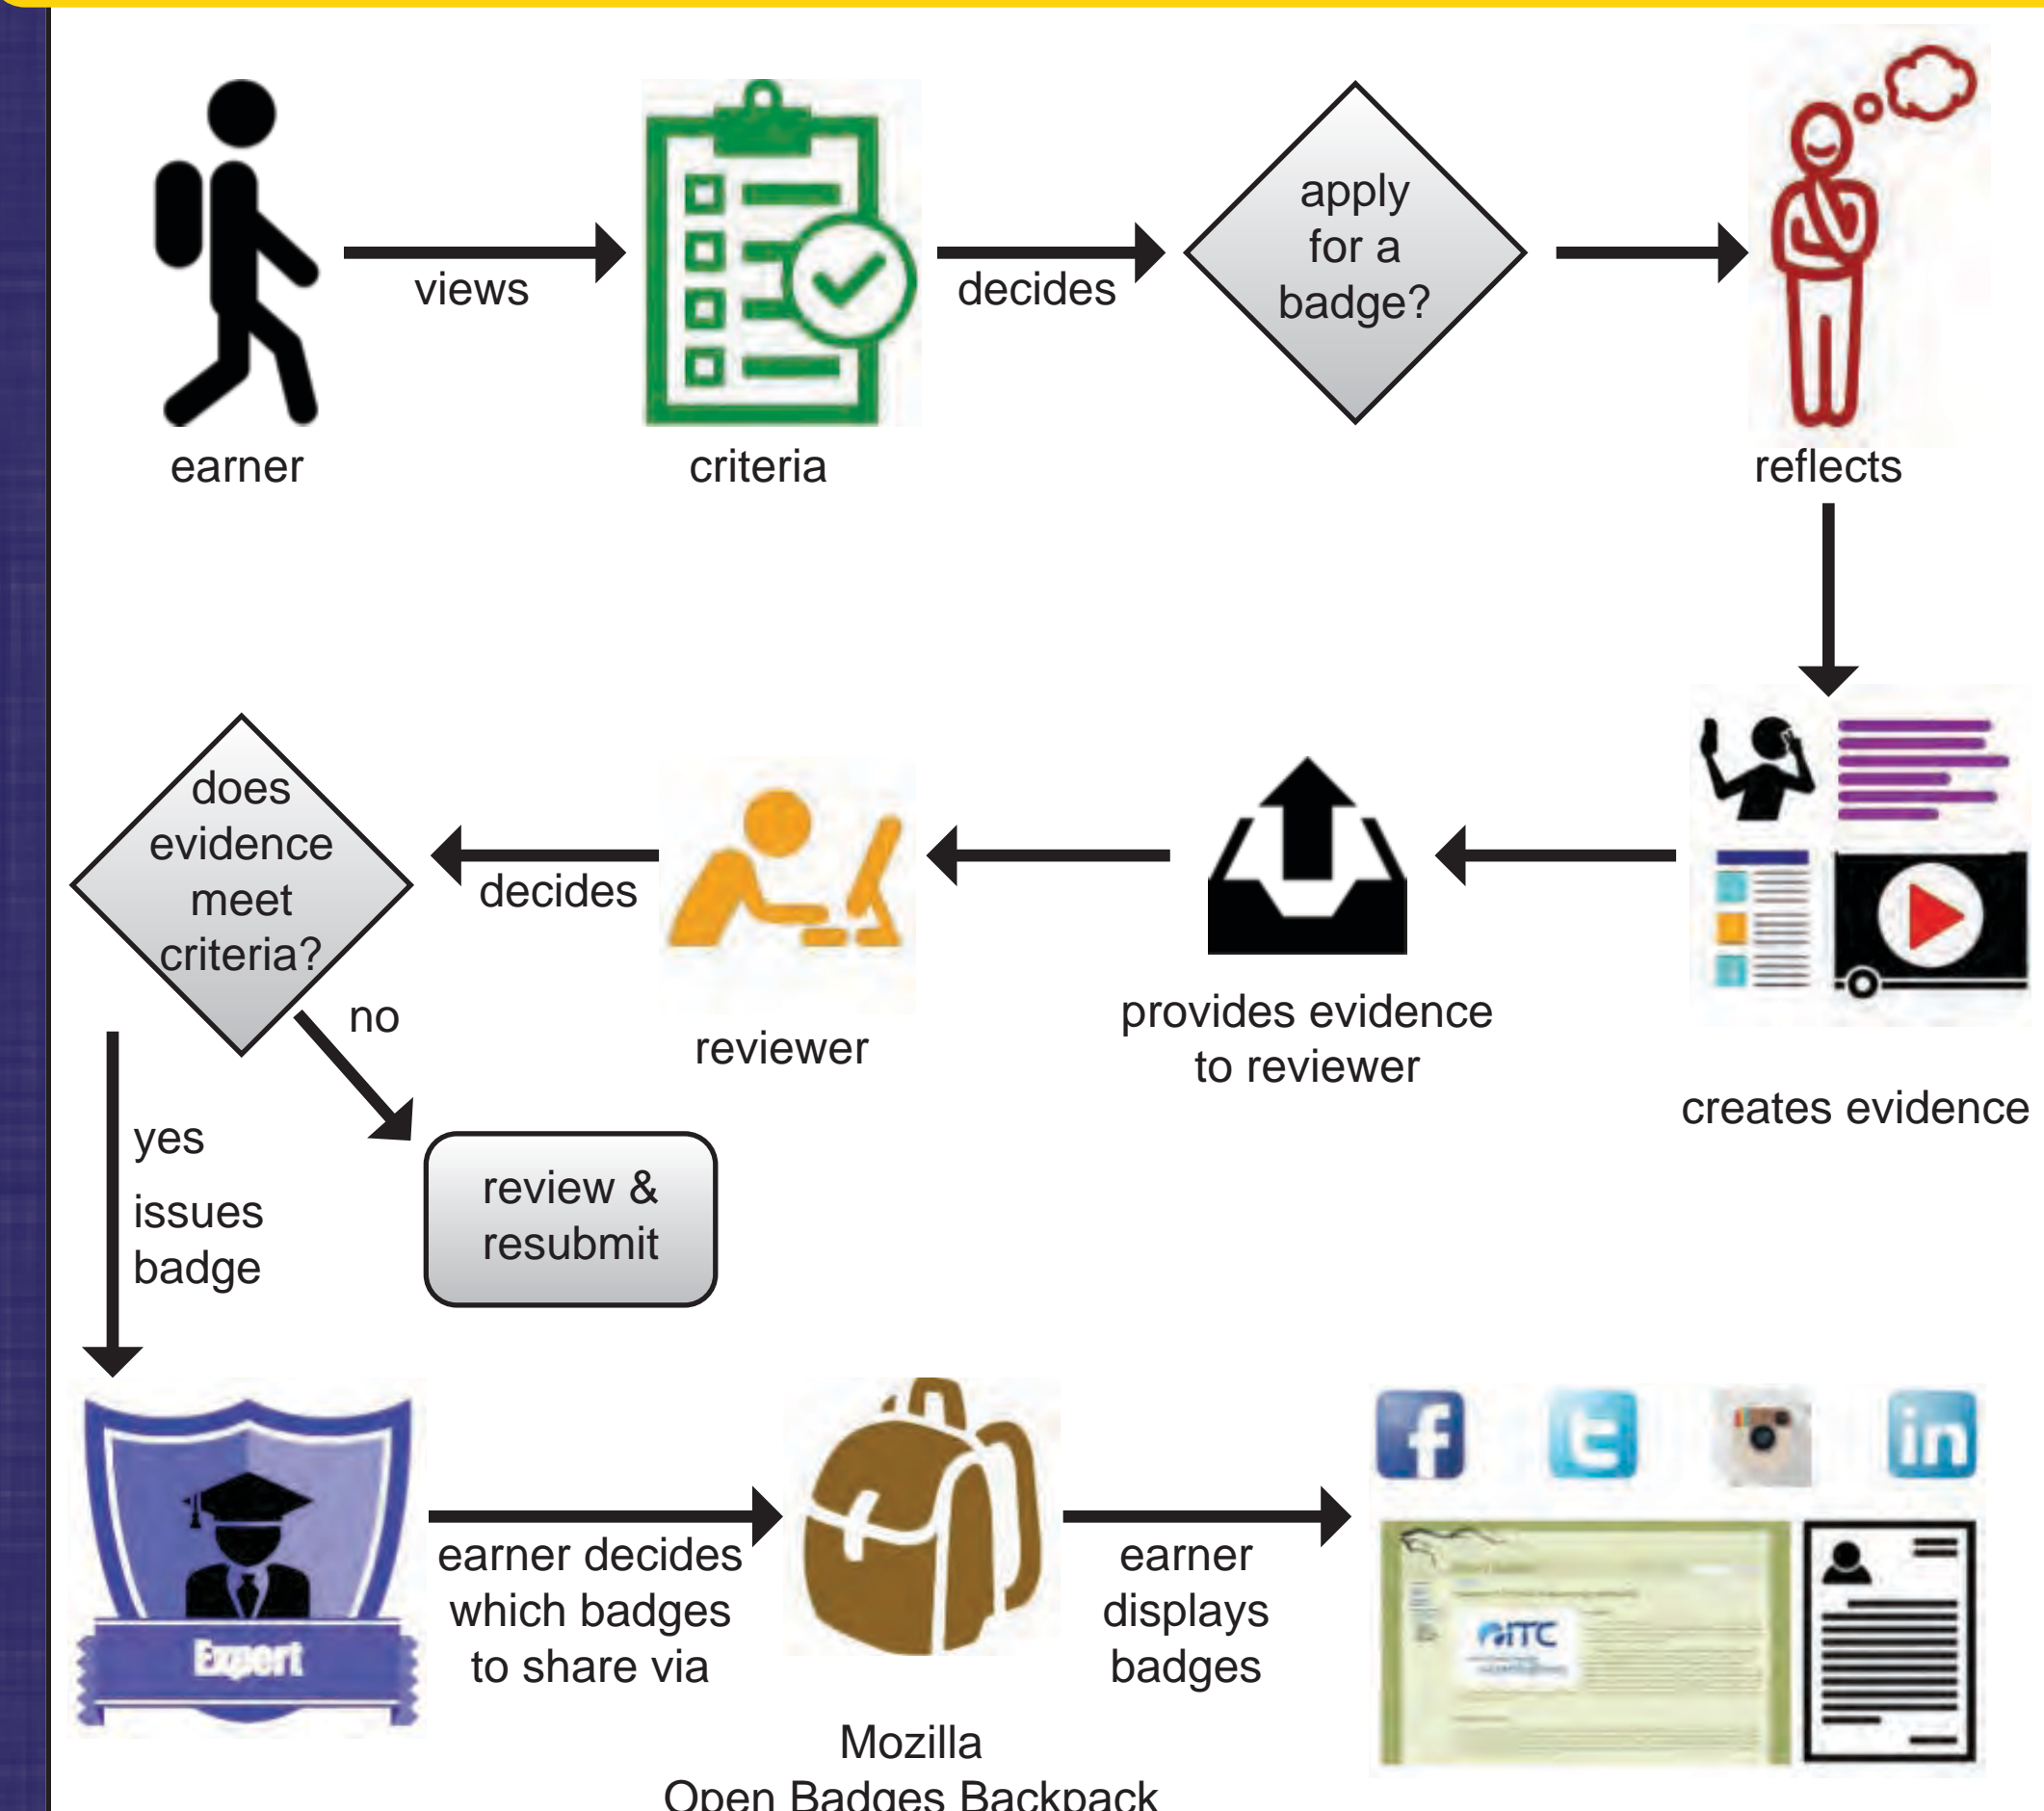 views
decides
apply
for a
badge?
earner
criteria
reflects
does
evidence
meet
criteria?
decides
no
reviewer
provides evidence
to reviewer
creates evidence
yes
issues
badge
review &
resubmit
Expert
earner decides
which badges
to share via
earner
displays
badges
Mozilla
Open Badges Backpack
f
t
in
ITC